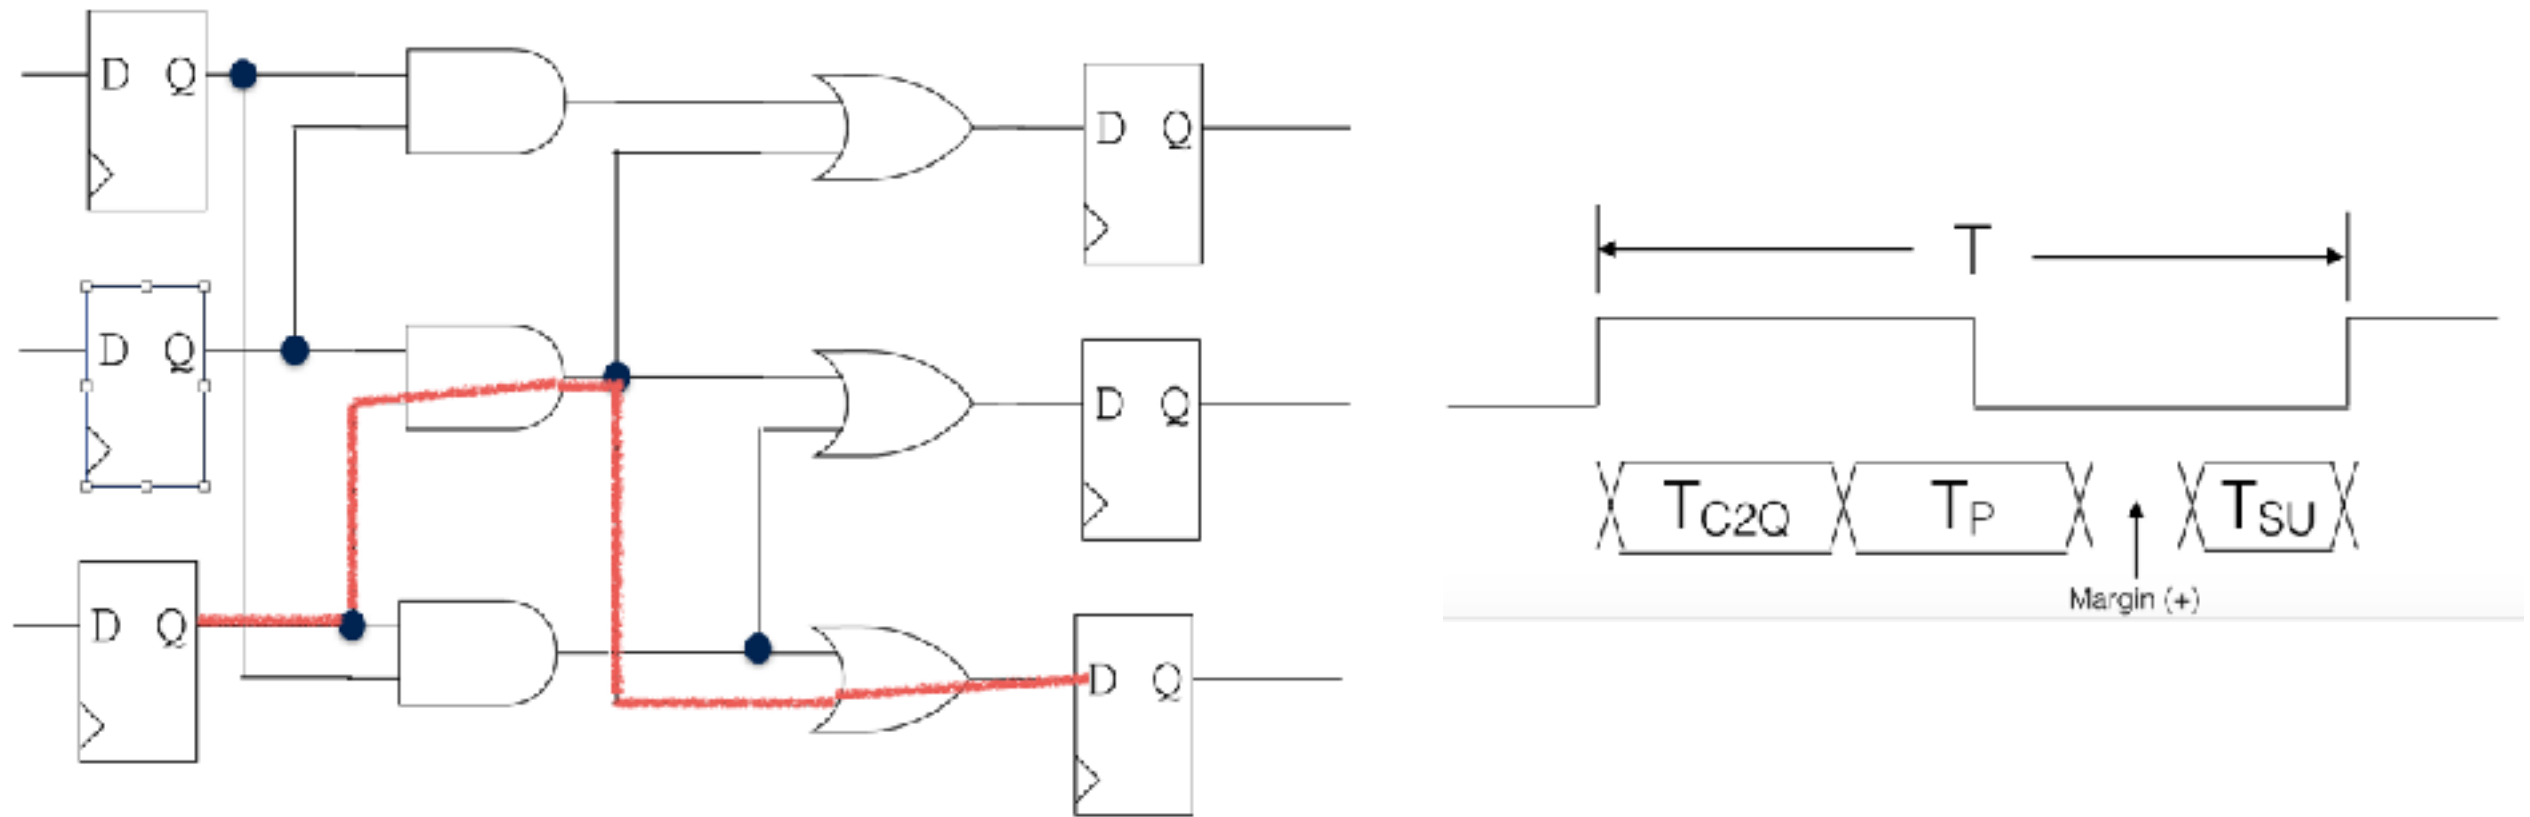 D Q
D Q
D Q
D Q
D Q
D Q
T
TC2Q TP TSU
Margin (+)